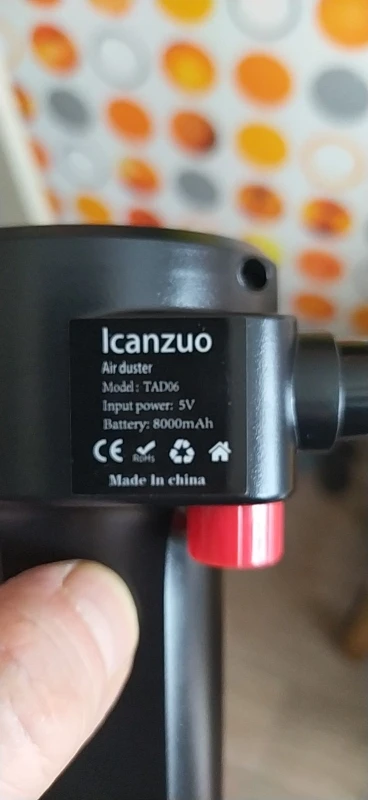 Icanzuo
Air duster
Model: TAD06
Input power: 5V
Battery: 8000mAh
CE RoHS
Made In china